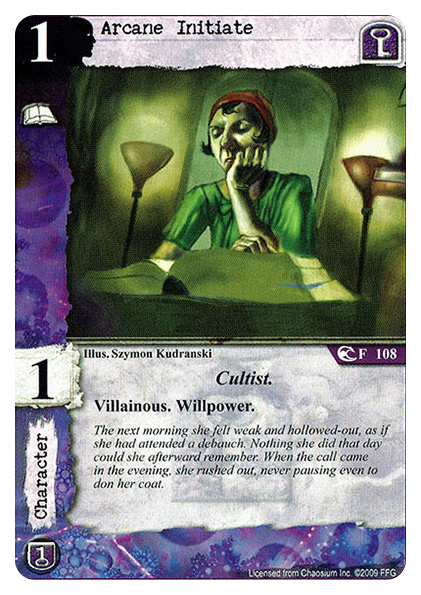 1
Arcane Initiate
Illus. Szymon Kudranski
F 108
1
Cultist.
Villainous. Willpower.
The next morning she felt weak and hollowed-out, as if
she had attended a debauch. Nothing she did that day
could she afterward remember. When the call came
in the evening, she rushed out, never pausing even to
don her coat.
Character
1
Licensed from Chaosium Inc. ©2009 FFG